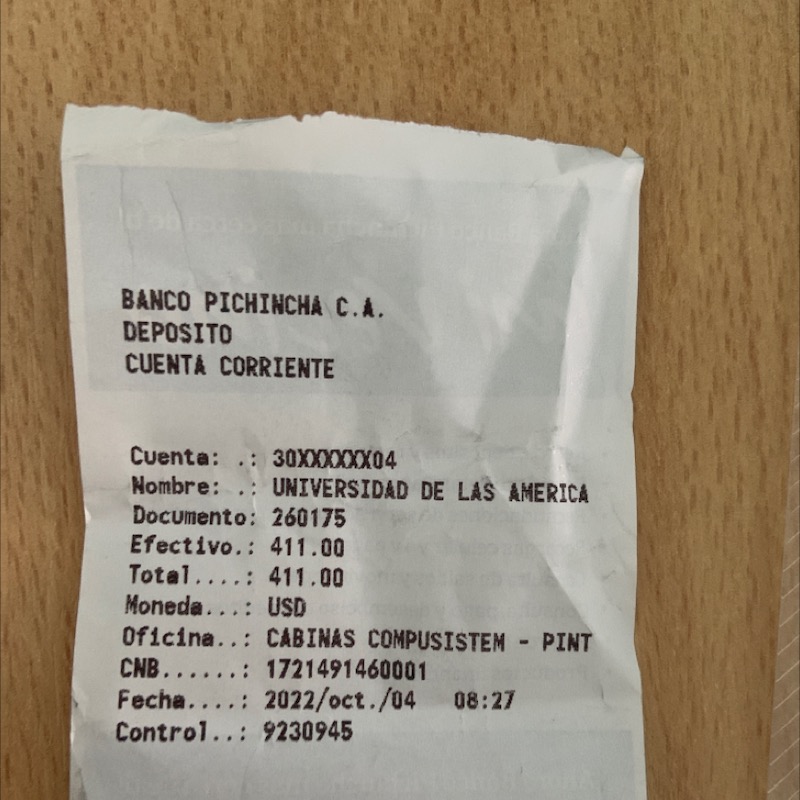 BANCO PICHINCHA C.A.
DEPOSITO
CUENTA CORRIENTE
Cuenta: .: 30XXXXXX04
Nombre: .: UNIVERSIDAD DE LAS AMERICA
Documento: 260175
Efectivo.: 411.00
Total....: 411.00
Moneda...: USD
Oficina..: CABINAS COMPUSISTEM - PINT
CNB......: 1721491460001
Fecha....: 2022/oct./04 08:27
Control..: 9230945